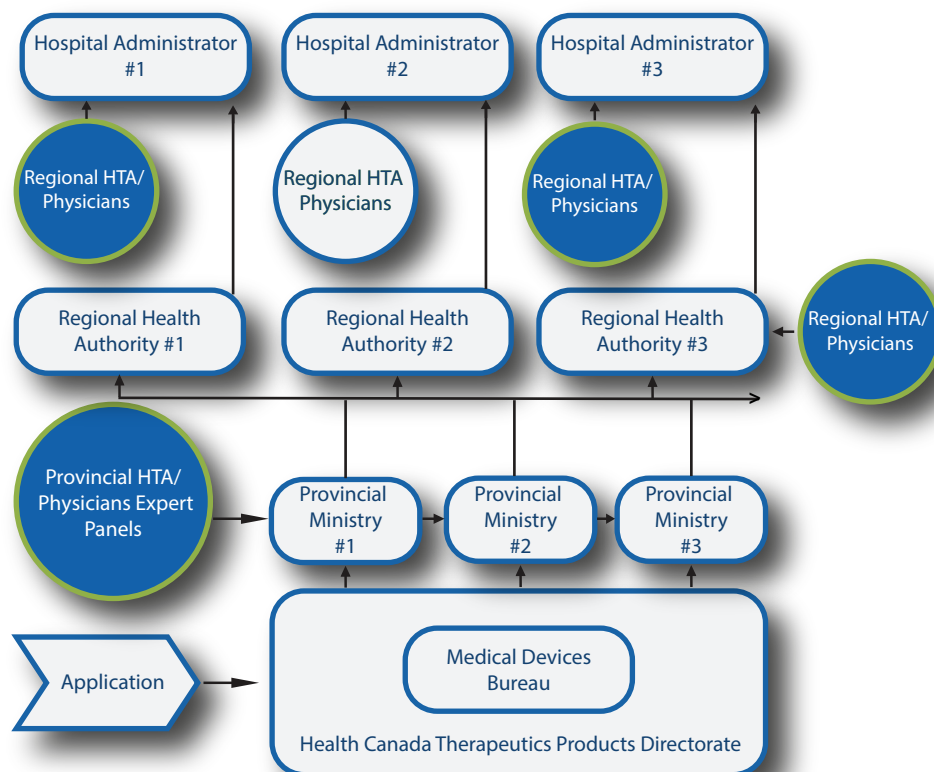 Hospital Administrator
#1
Hospital Administrator
#2
Hospital Administrator
#3
Regional HTA/
Physicians
Regional HTA
Physicians
Regional HTA/
Physicians
Regional Health
Authority #1
Regional Health
Authority #2
Regional Health
Authority #3
Regional HTA/
Physicians
Provincial HTA/
Physicians Expert
Panels
Provincial
Ministry
#1
Provincial
Ministry
#2
Provincial
Ministry
#3
Application
Medical Devices
Bureau
Health Canada Therapeutics Products Directorate